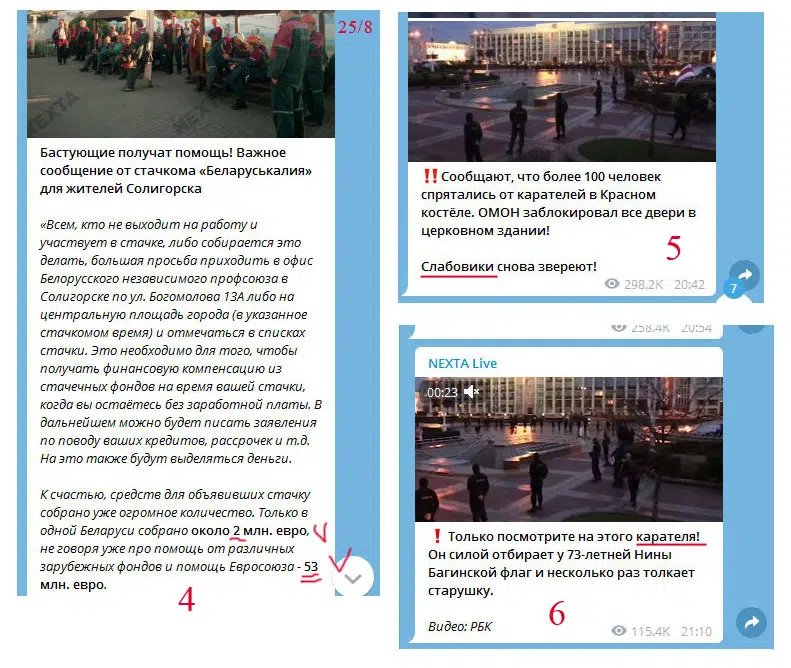 25/8
NEXTA
NEXTA
Бастующие получат помощь! Важное
сообщение от стачкома «Беларуськалия»
для жителей Солигорска
«Всем, кто не выходит на работу и
участвует в стачке, либо собирается это
делать, большая просьба приходить в офис
Белорусского независимого профсоюза в
Солигорске по ул. Богомолова 13А либо на
центральную площадь города (в указанное
стачкомом время) и отмечаться в списках
стачки. Это необходимо для того, чтобы
получать финансовую компенсацию из
стачечных фондов на время вашей стачки,
когда вы остаётесь без заработной платы. В
дальнейшем можно будет писать заявления
по поводу ваших кредитов, рассрочек и т.д.
На это также будут выделяться деньги.
К счастью, средств для объявивших стачку
собрано уже огромное количество. Только в
одной Беларуси собрано около 2 млн. евро,
не говоря уже про помощь от различных
зарубежных фондов и помощь Евросоюза - 53
млн. евро.
4
‼Сообщают, что более 100 человек
спрятались от карателей в Красном
костёле. ОМОН заблокировал все двери в
церковном здании!
Слабовики снова звереют!
5
298.2K 20:42
7
258.4K 20:54
NEXTA Live
00:23
❗ Только посмотрите на этого карателя!
Он силой отбирает у 73-летней Нины
Багинской флаг и несколько раз толкает
старушку.
6
Видео: РБК
115.4K 21:10